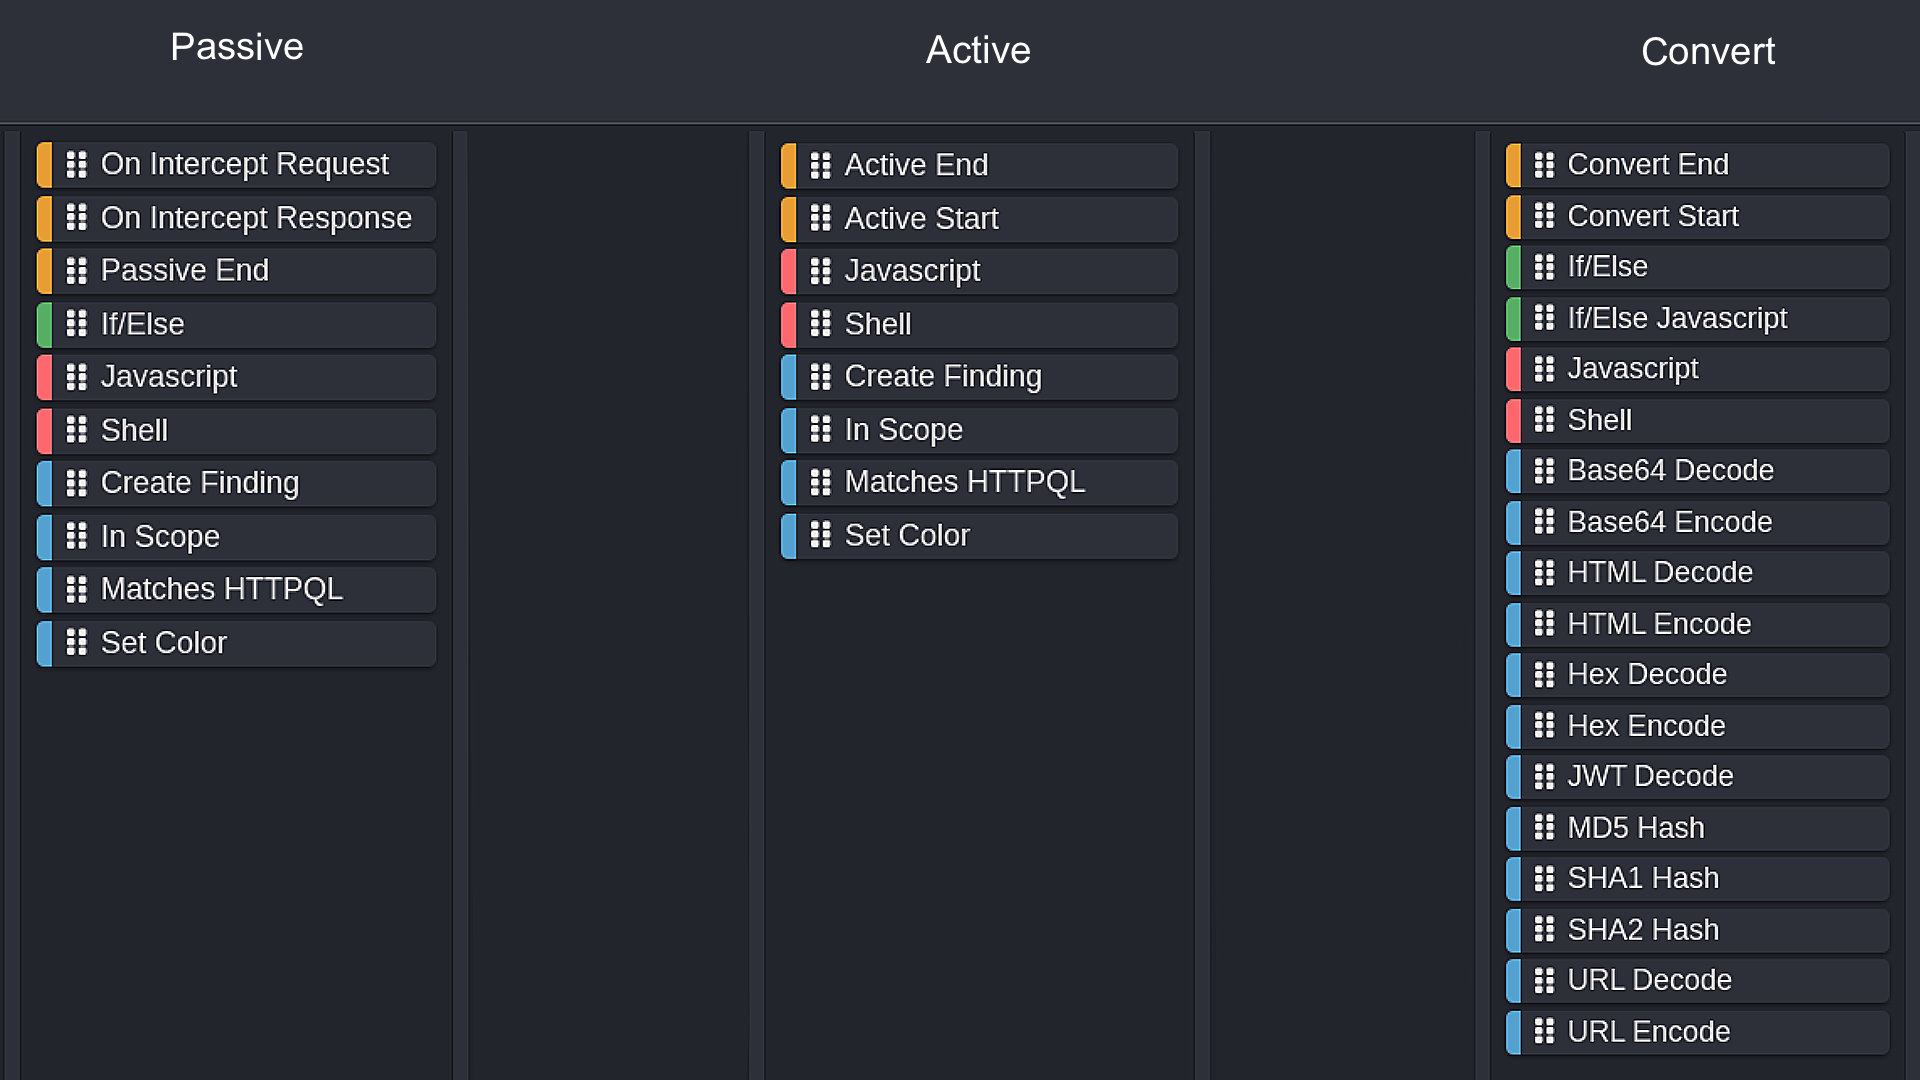 Passive
On Intercept Request
On Intercept Response
Passive End
If/Else
Javascript
Shell
Create Finding
In Scope
Matches HTTPQL
Set Color
Active
Active End
Active Start
Javascript
Shell
Create Finding
In Scope
Matches HTTPQL
Set Color
Convert
Convert End
Convert Start
If/Else
If/Else Javascript
Javascript
Shell
Base64 Decode
Base64 Encode
HTML Decode
HTML Encode
Hex Decode
Hex Encode
JWT Decode
MD5 Hash
SHA1 Hash
SHA2 Hash
URL Decode
URL Encode